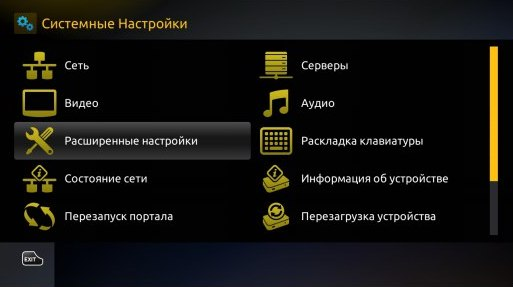 Системные Настройки
Сеть
Серверы
Видео
Аудио
Расширенные настройки
Раскладка клавиатуры
Состояние сети
Информация об устройстве
Перезапуск портала
Перезагрузка устройства
EXIT